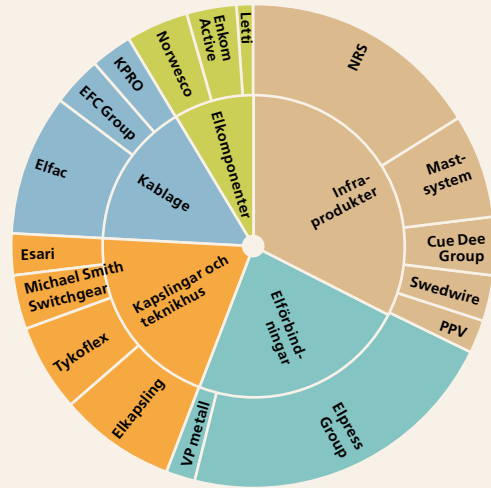 Letti
Enkom
Active
Norwesco
Elkomponenter
KPRO
EFC Group
Elfac
Kablage
Esari
Michael Smith
Switchgear
Tykoflex
Elkapsling
Kapslingar och
teknikhus
VP metall
Elpress
Group
Elförbind-
ningar
NRS
Mast-
system
Cue Dee
Group
Swedwire
PPV
Infra-
produkter